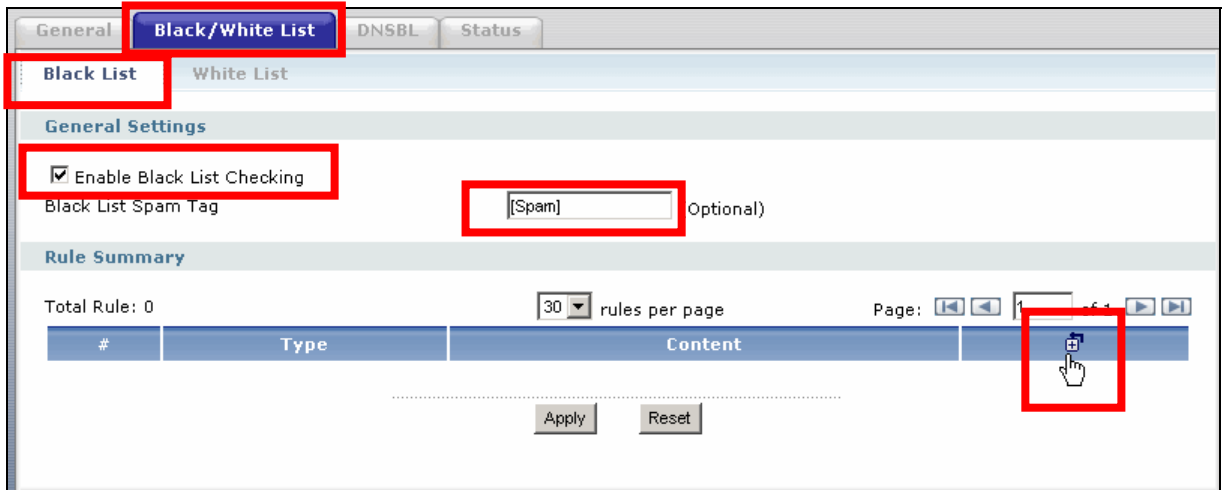 General Black/White List DNSBL Status
Black List White List
General Settings
Enable Black List Checking
Black List Spam Tag [Spam] Optional)
Rule Summary
Total Rule: 0 30 rules per page Page: 1 of 1
# Type Content
Apply Reset